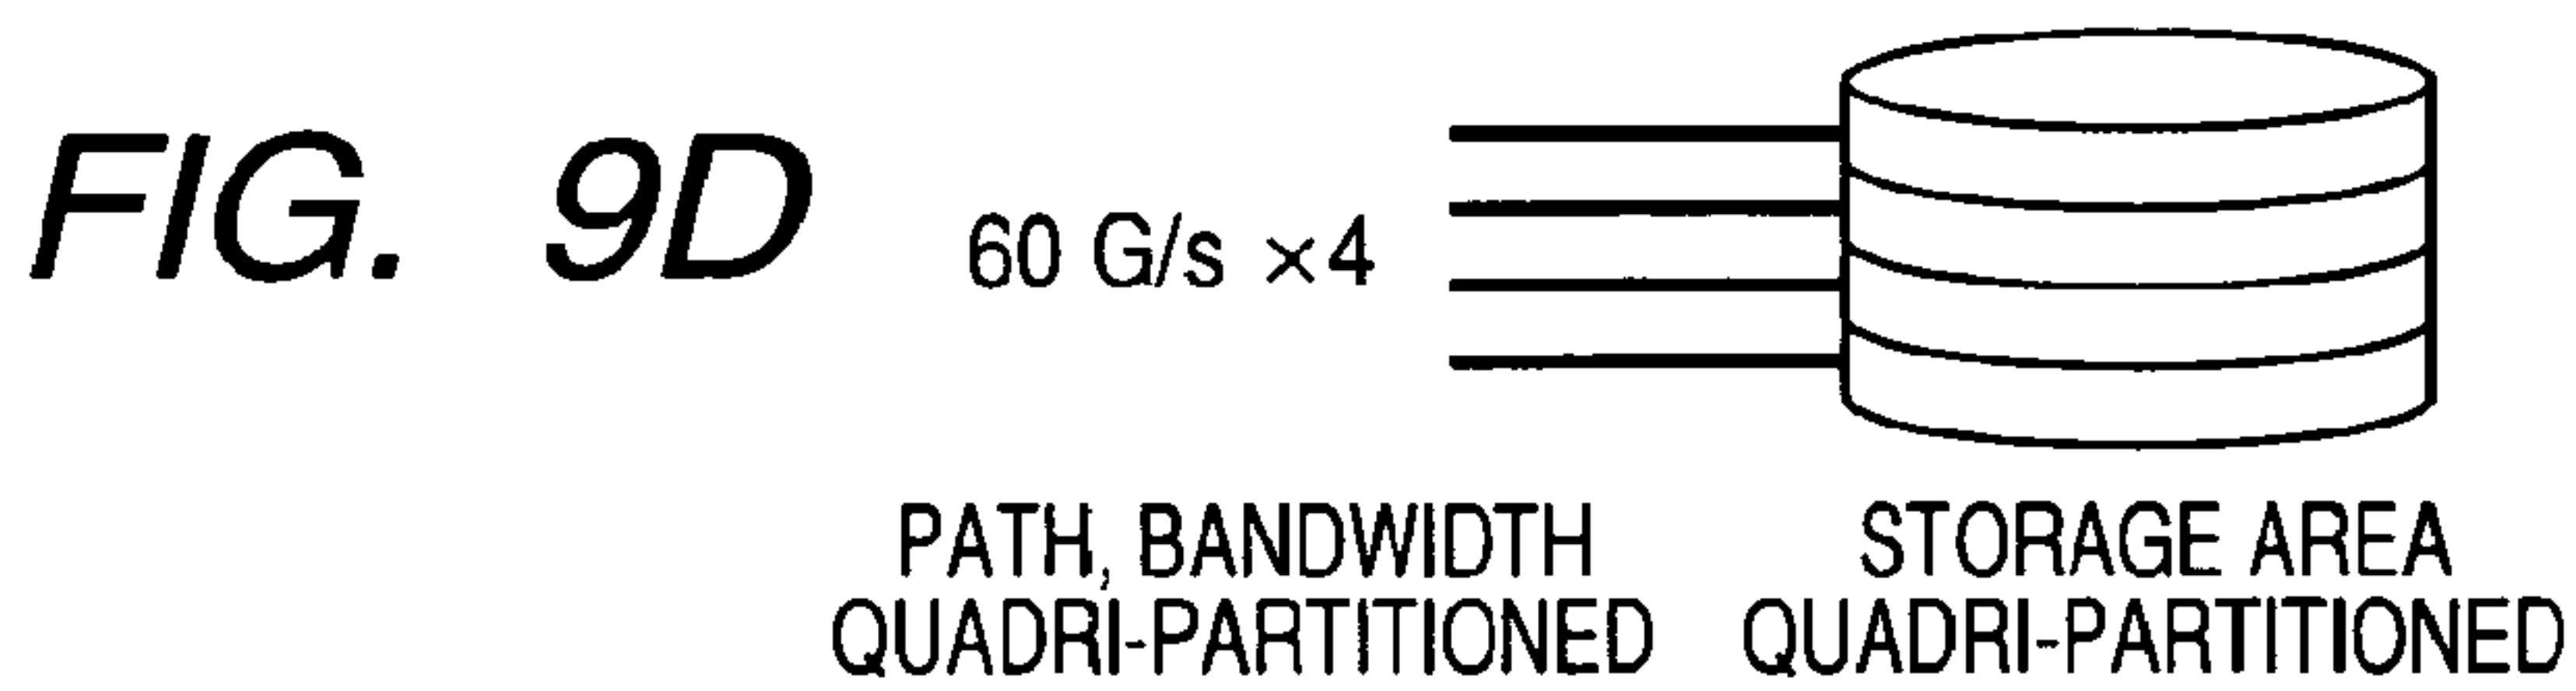 FIG. 9D
60 G/s ×4
PATH, BANDWIDTH
QUADRI-PARTITIONED
STORAGE AREA
QUADRI-PARTITIONED